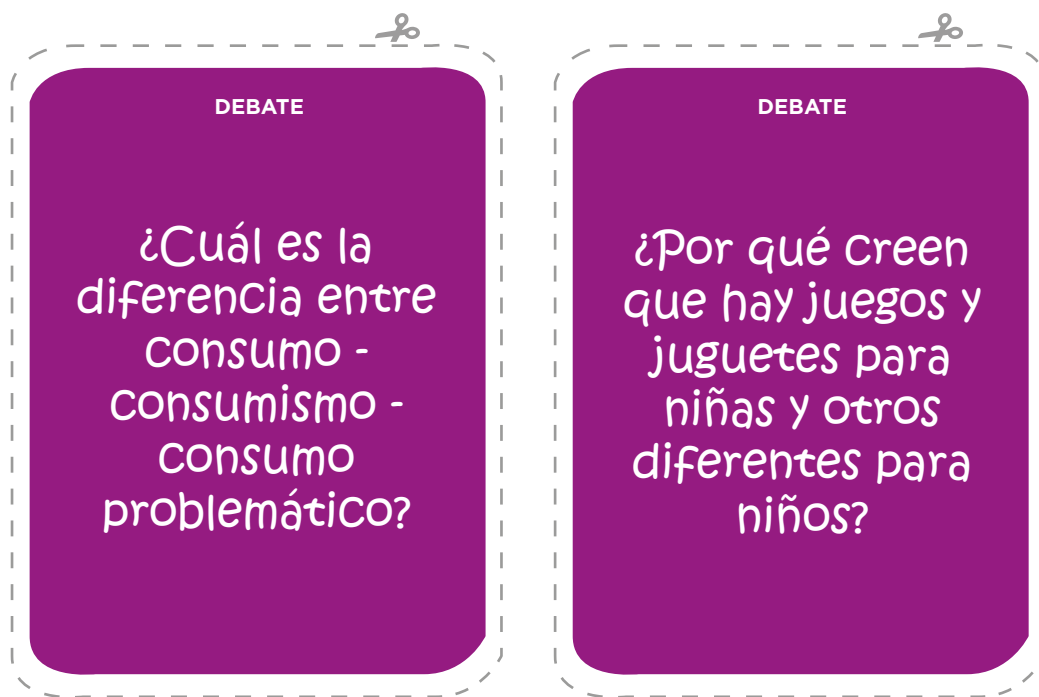 DEBATE
¿Cuál es la
diferencia entre
consumo -
consumismo -
consumo
problemático?
DEBATE
¿Por qué creen
que hay juegos y
juguetes para
niñas y otros
diferentes para
niños?